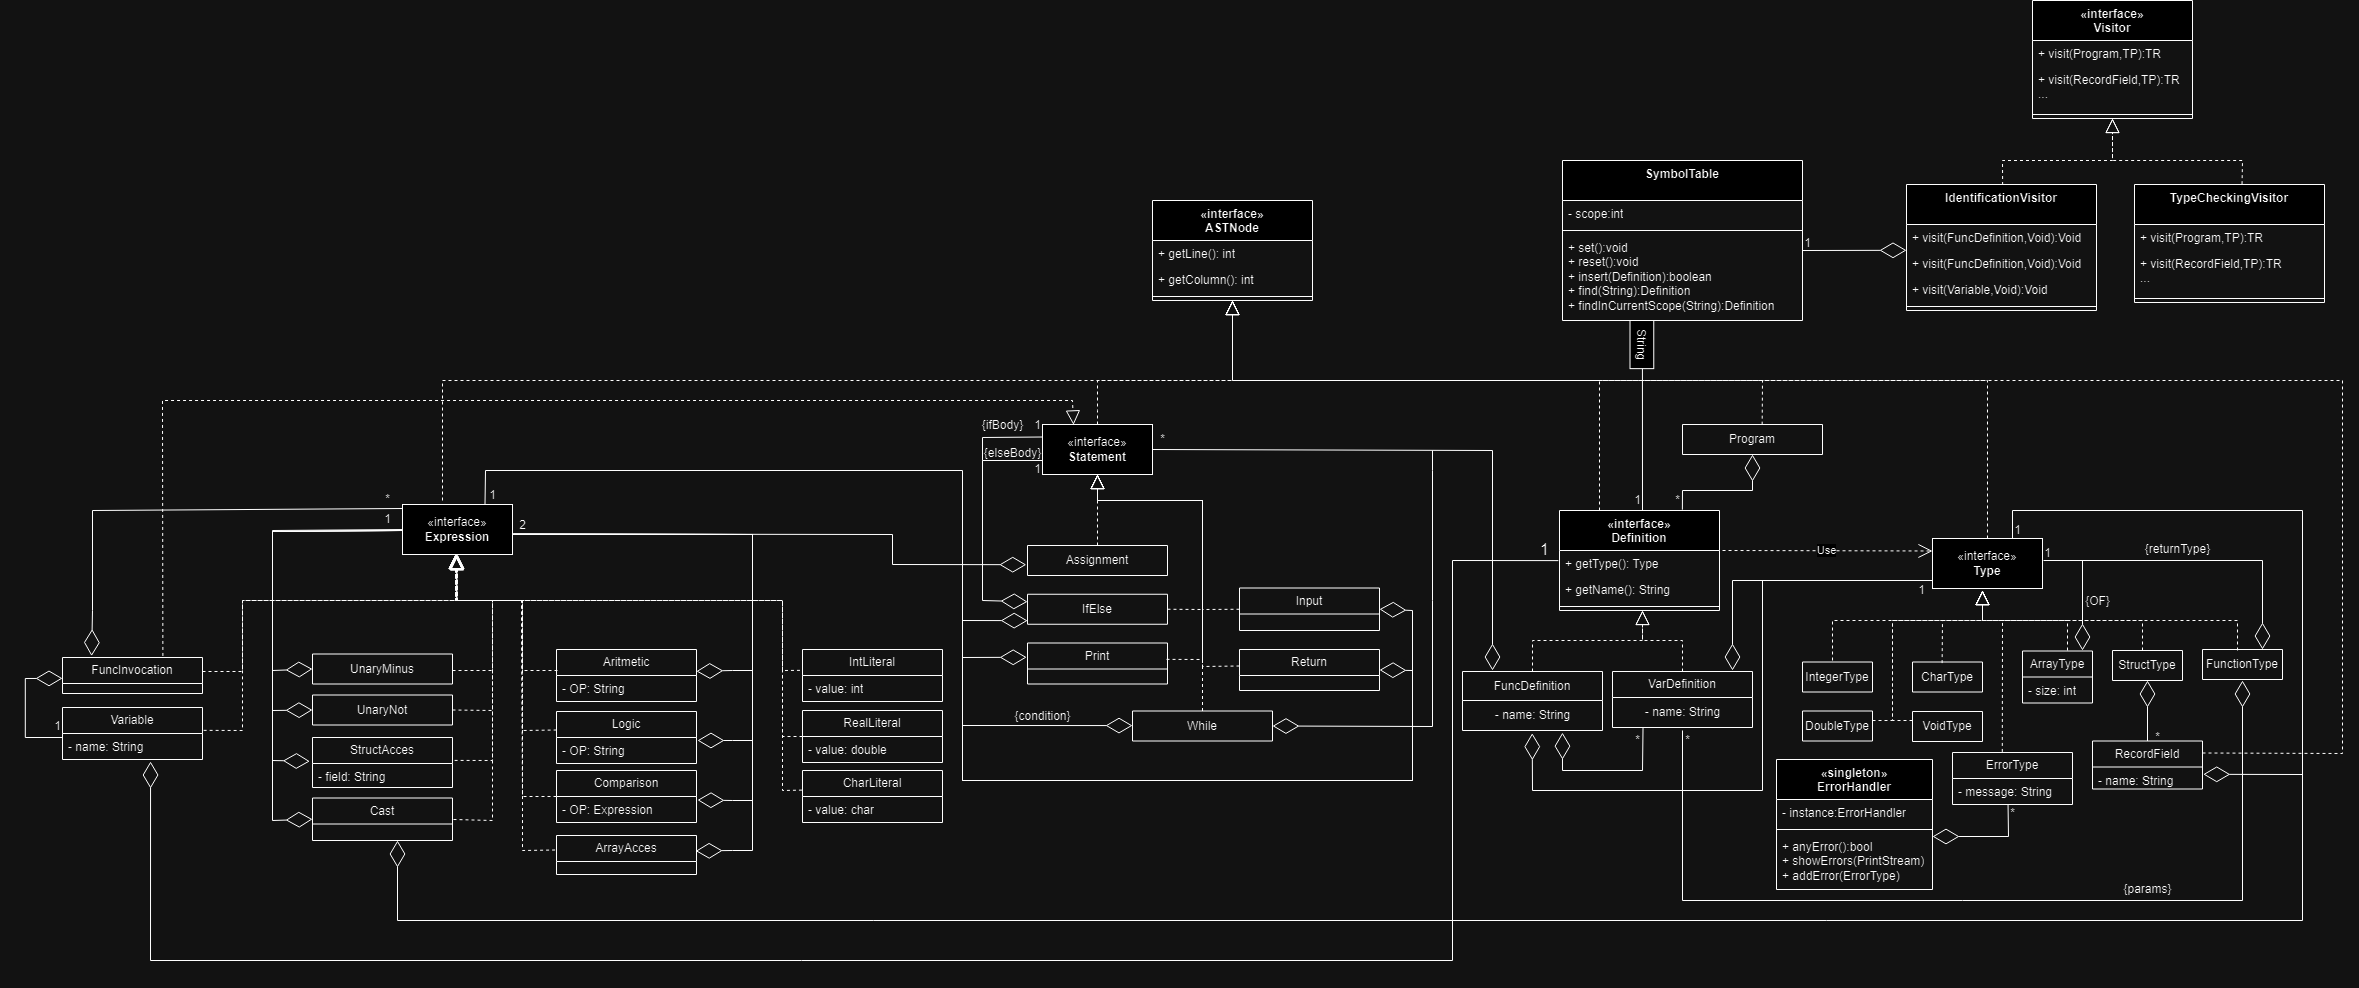 «interface»
Visitor
+ visit(Program,TP):TR
+ visit(RecordField,TP):TR
...
SymbolTable
- scope:int
+ set():void
+ reset():void
+ insert(Definition):boolean
+ find(String):Definition
+ findInCurrentScope(String):Definition
1
IdentificationVisitor
+ visit(FuncDefinition,Void):Void
+ visit(FuncDefinition,Void):Void
+ visit(Variable,Void):Void
TypeCheckingVisitor
+ visit(Program,TP):TR
+ visit(RecordField,TP):TR
...
«interface»
ASTNode
+ getLine(): int
+ getColumn(): int
String
{ifBody}
1
{elseBody}
1
«interface»
Statement
*
Program
*
1
*
1
1
2
«interface»
Expression
«interface»
Definition
+ getType(): Type
+ getName(): String
1
Use
«interface»
Type
1
1
1
{returnType}
{OF}
Assignment
IfElse
Print
Input
Return
While
{condition}
FuncInvocation
1
Variable
- name: String
UnaryMinus
UnaryNot
StructAcces
- field: String
Cast
Aritmetic
- OP: String
Logic
- OP: String
Comparison
- OP: Expression
ArrayAcces
IntLiteral
- value: int
RealLiteral
- value: double
CharLiteral
- value: char
FuncDefinition
- name: String
VarDefinition
- name: String
*
*
IntegerType
CharType
DoubleType
VoidType
ArrayType
- size: int
StructType
FunctionType
*
RecordField
- name: String
ErrorType
- message: String
*
«singleton»
ErrorHandler
- instance:ErrorHandler
+ anyError():bool
+ showErrors(PrintStream)
+ addError(ErrorType)
{params}